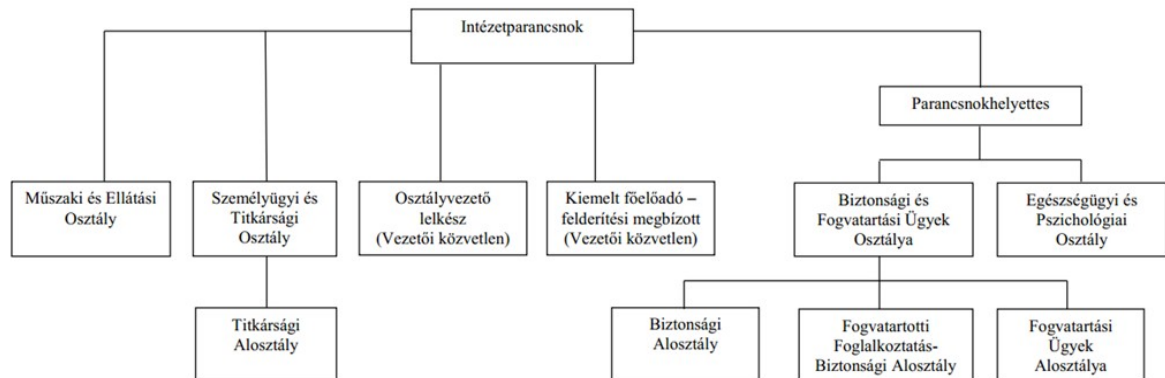 Intézetparancsnok
Parancsnokhelyettes
Műszaki és Ellátási
Osztály
Személyügyi és
Titkársági
Osztály
Osztályvezető
lelkész
(Vezetői közvetlen)
Kiemelt főelőadó –
felderítési megbízott
(Vezetői közvetlen)
Biztonsági és
Fogvatartási Ügyek
Osztálya
Egészségügyi és
Pszichológiai
Osztály
Titkársági
Alosztály
Biztonsági
Alosztály
Fogvatartotti
Foglalkoztatás-
Biztonsági Alosztály
Fogvatartási
Ügyek
Alosztálya